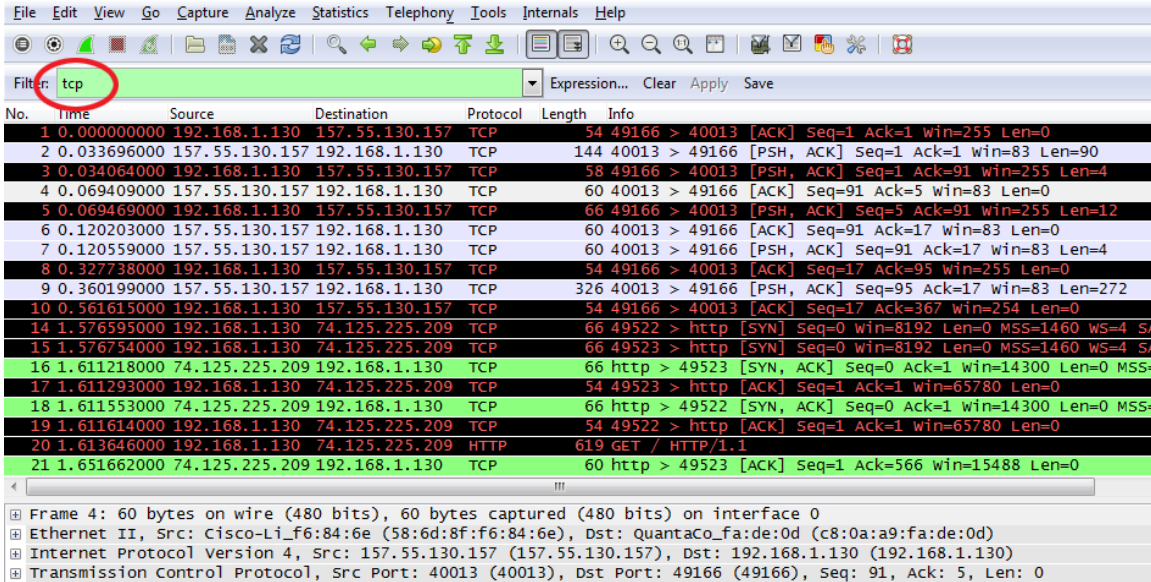 File Edit View Go Capture Analyze Statistics Telephony Tools Internals Help
Filter: tcp Expression... Clear Apply Save
No. Time Source Destination Protocol Length Info
1 0.000000000 192.168.1.130 157.55.130.157 TCP 54 49166 > 40013 [ACK] Seq=1 Ack=1 Win=255 Len=0
2 0.033696000 157.55.130.157 192.168.1.130 TCP 144 40013 > 49166 [PSH, ACK] Seq=1 Ack=1 Win=83 Len=90
3 0.034064000 192.168.1.130 157.55.130.157 TCP 58 49166 > 40013 [PSH, ACK] Seq=1 Ack=91 Win=255 Len=4
4 0.069409000 157.55.130.157 192.168.1.130 TCP 60 40013 > 49166 [ACK] Seq=91 Ack=5 Win=83 Len=0
5 0.069469000 192.168.1.130 157.55.130.157 TCP 66 49166 > 40013 [PSH, ACK] Seq=5 Ack=91 Win=255 Len=12
6 0.120203000 157.55.130.157 192.168.1.130 TCP 60 40013 > 49166 [ACK] Seq=91 Ack=17 Win=83 Len=0
7 0.120559000 157.55.130.157 192.168.1.130 TCP 60 40013 > 49166 [PSH, ACK] Seq=91 Ack=17 Win=83 Len=4
8 0.327738000 192.168.1.130 157.55.130.157 TCP 54 49166 > 40013 [ACK] Seq=17 Ack=95 Win=255 Len=0
9 0.360199000 157.55.130.157 192.168.1.130 TCP 326 40013 > 49166 [PSH, ACK] Seq=95 Ack=17 Win=83 Len=272
10 0.561615000 192.168.1.130 157.55.130.157 TCP 54 49166 > 40013 [ACK] Seq=17 Ack=367 Win=254 Len=0
14 1.576595000 192.168.1.130 74.125.225.209 TCP 66 49522 > http [SYN] Seq=0 Win=8192 Len=0 MSS=1460 WS=4 SA
15 1.576754000 192.168.1.130 74.125.225.209 TCP 66 49523 > http [SYN] Seq=0 Win=8192 Len=0 MSS=1460 WS=4 SA
16 1.611218000 74.125.225.209 192.168.1.130 TCP 66 http > 49523 [SYN, ACK] Seq=0 Ack=1 Win=14300 Len=0 MSS=
17 1.611293000 192.168.1.130 74.125.225.209 TCP 54 49523 > http [ACK] Seq=1 Ack=1 Win=65780 Len=0
18 1.611553000 74.125.225.209 192.168.1.130 TCP 66 http > 49522 [SYN, ACK] Seq=0 Ack=1 Win=14300 Len=0 MSS=
19 1.611614000 192.168.1.130 74.125.225.209 TCP 54 49522 > http [ACK] Seq=1 Ack=1 Win=65780 Len=0
20 1.613646000 192.168.1.130 74.125.225.209 HTTP 619 GET / HTTP/1.1
21 1.651662000 74.125.225.209 192.168.1.130 TCP 60 http > 49523 [ACK] Seq=1 Ack=566 Win=15488 Len=0
Frame 4: 60 bytes on wire (480 bits), 60 bytes captured (480 bits) on interface 0
Ethernet II, Src: Cisco-Li_f6:84:6e (58:6d:8f:f6:84:6e), Dst: QuantaCo_fa:de:0d (c8:0a:a9:fa:de:0d)
Internet Protocol Version 4, Src: 157.55.130.157 (157.55.130.157), Dst: 192.168.1.130 (192.168.1.130)
Transmission Control Protocol, Src Port: 40013 (40013), Dst Port: 49166 (49166), Seq: 91, Ack: 5, Len: 0